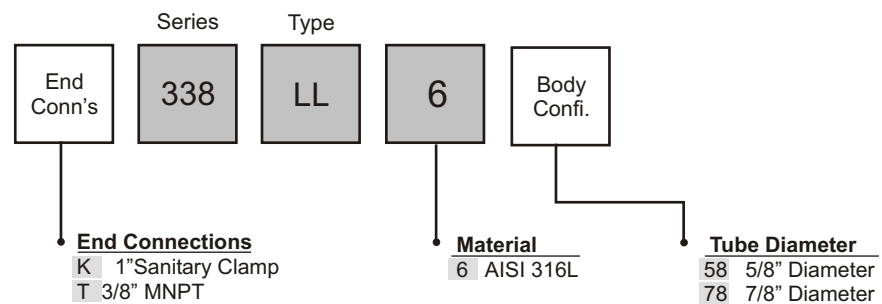 Series Type
End
Conn's
338
LL
6
Body
Confi.
End Connections
K 1”Sanitary Clamp
T 3/8” MNPT
Material
6 AISI 316L
Tube Diameter
58 5/8” Diameter
78 7/8” Diameter